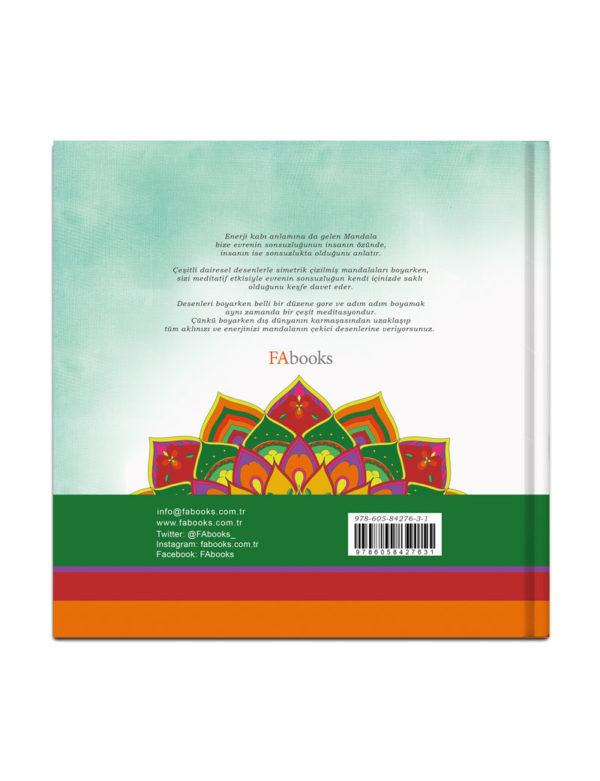 Enerji kabı anlamına da gelen Mandala
bize evrenin sonsuzluğunun insanın özünde,
insanın ise sonsuzlukta olduğunu anlatır.
Çeşitli dairesel desenlerle simetrik çizilmiş mandalaları boyarken,
sizi meditatif etkisiyle evrenin sonsuzluğun kendi içinizde saklı
olduğunu keşfe davet eder.
Desenleri boyarken belli bir düzene gore ve adım adım boyamak
aynı zamanda bir çeşit meditasyondur.
Çünkü boyarken dış dünyanın karmaşasından uzaklaşıp
tüm aklınızı ve enerjinizi mandalanın çekici desenlerine veriyorsunuz.
FAbooks
info@fabooks.com.tr
www.fabooks.com.tr
Twitter: @FAbooks_
Instagram: fabooks.com.tr
Facebook: FAbooks
978-605-84276-3-1
9786058427631